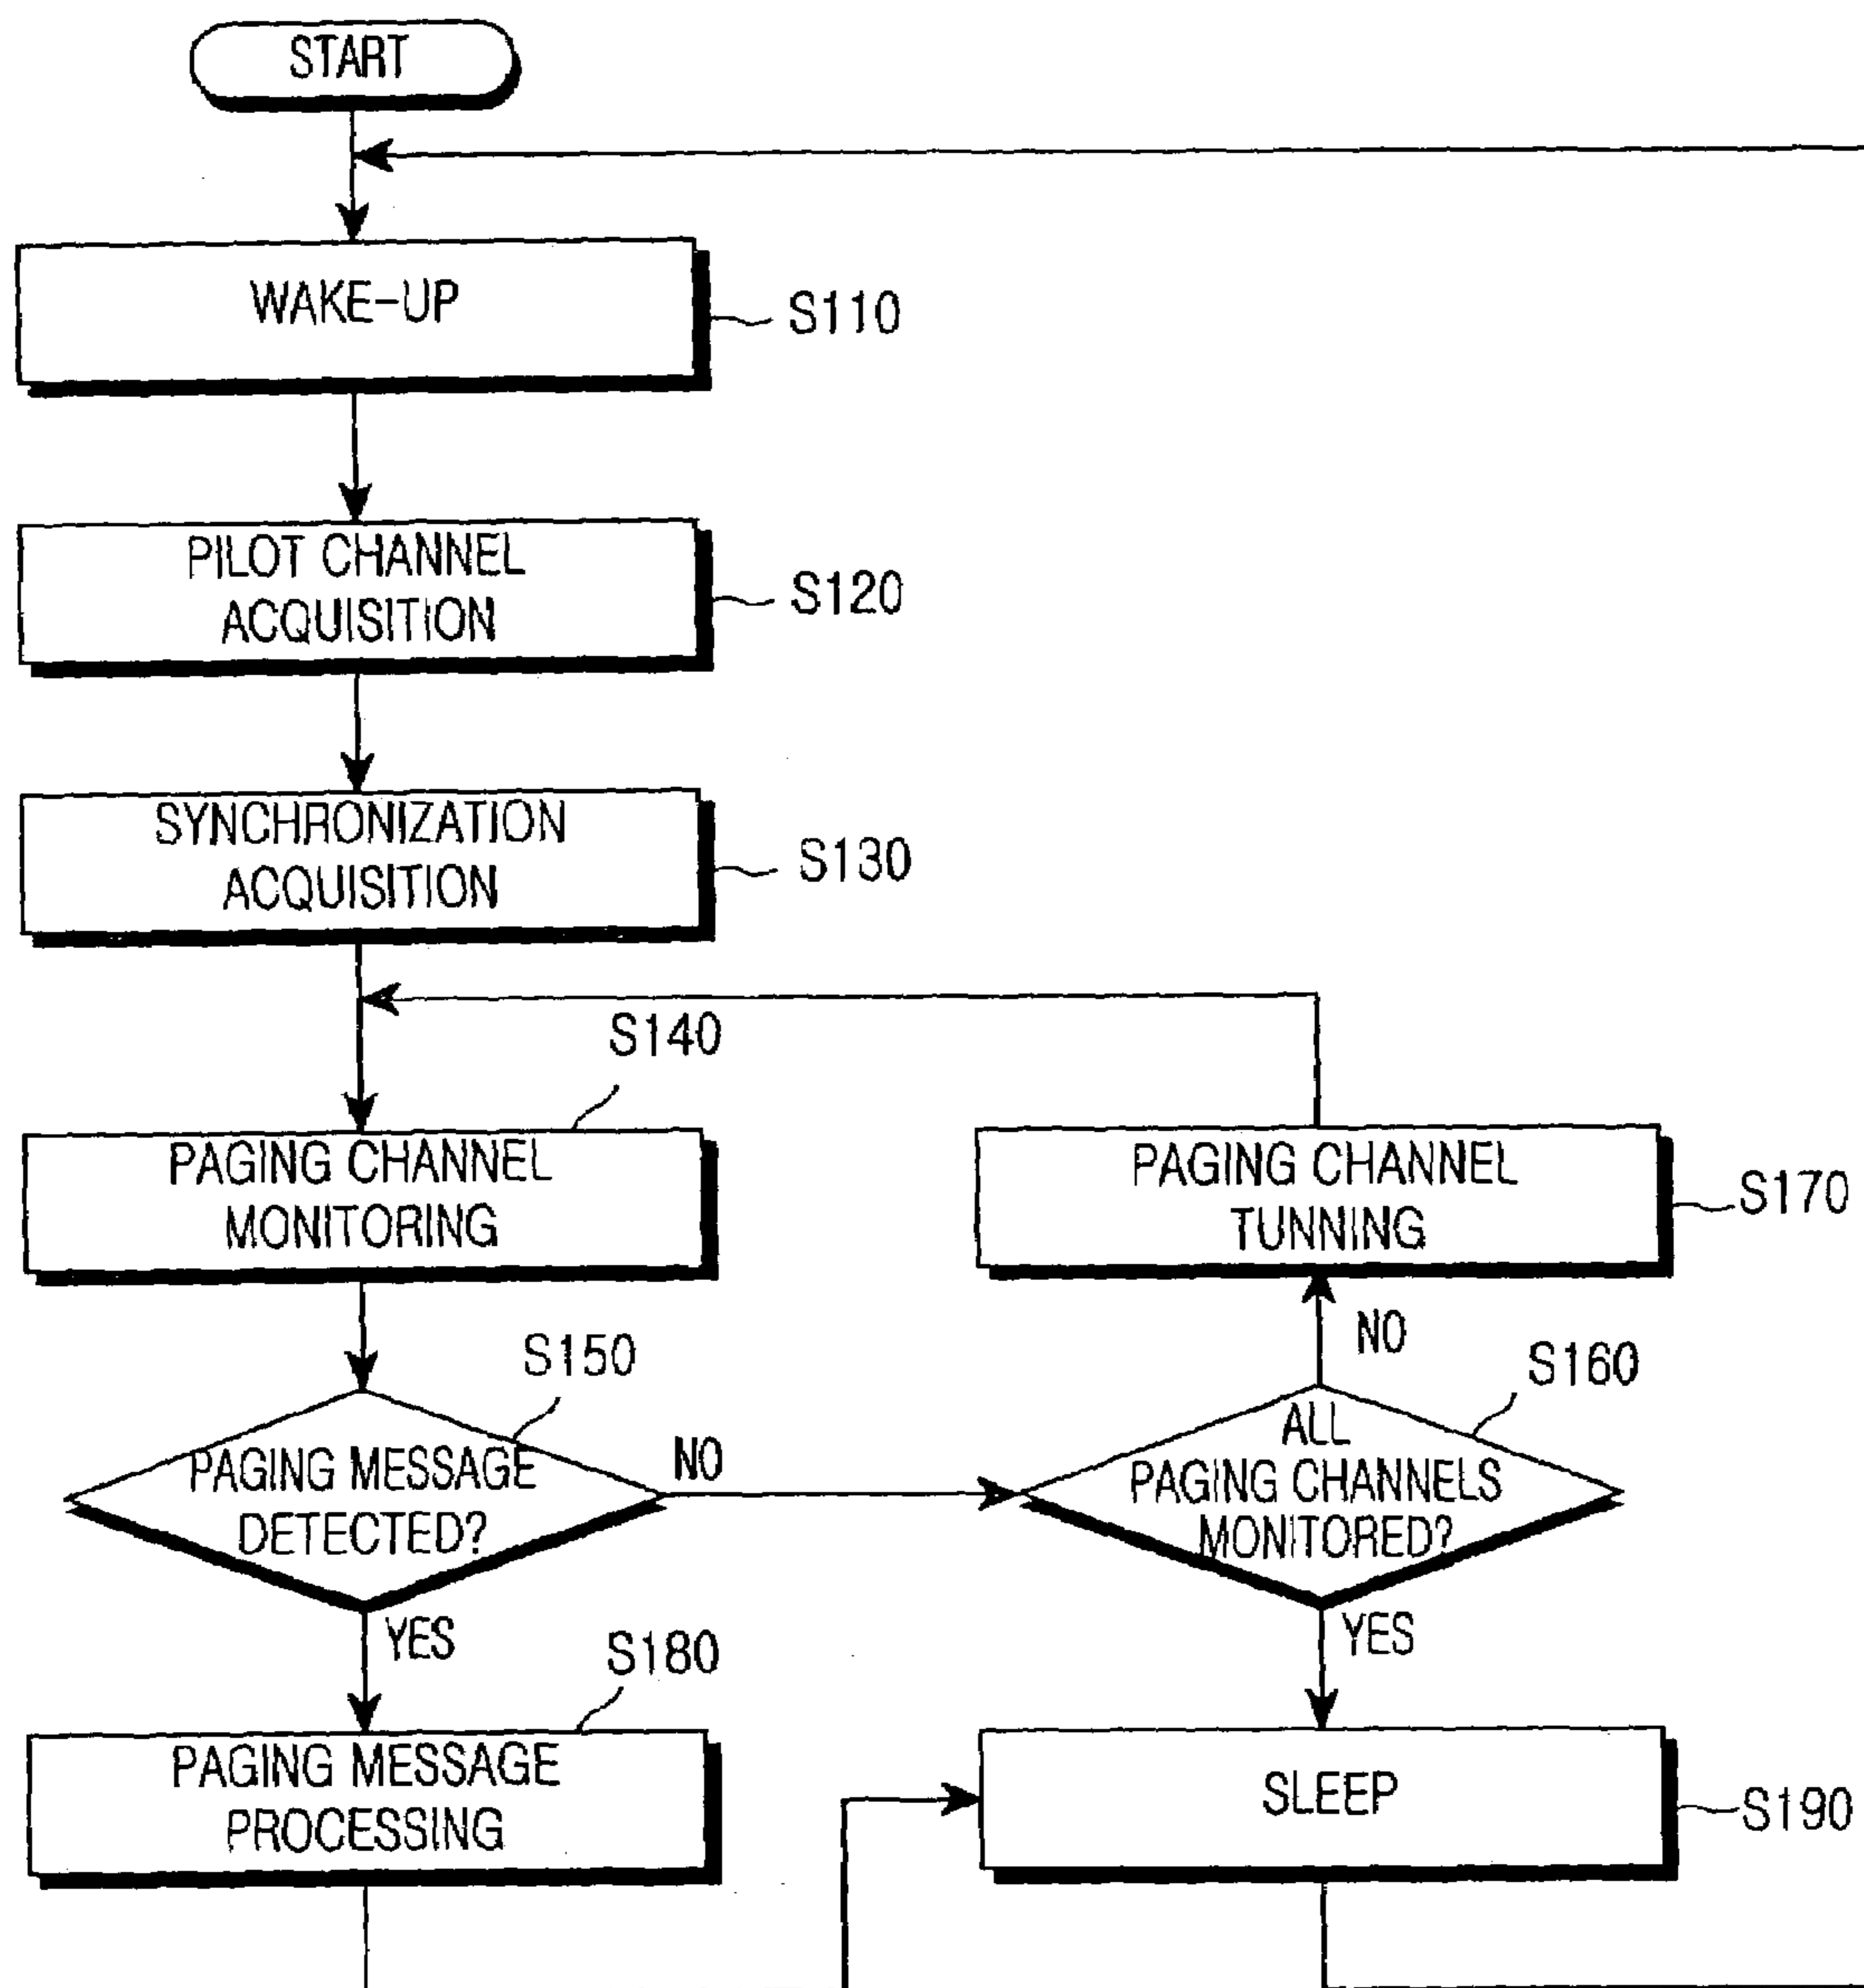 START
WAKE-UP
S110
PILOT CHANNEL
ACQUISITION
S120
SYNCHRONIZATION
ACQUISITION
S130
S140
PAGING CHANNEL
MONITORING
PAGING CHANNEL
TUNNING
S170
NO
S150
S160
PAGING MESSAGE
DETECTED?
NO
ALL
PAGING CHANNELS
MONITORED?
YES
YES
S180
PAGING MESSAGE
PROCESSING
SLEEP
S190